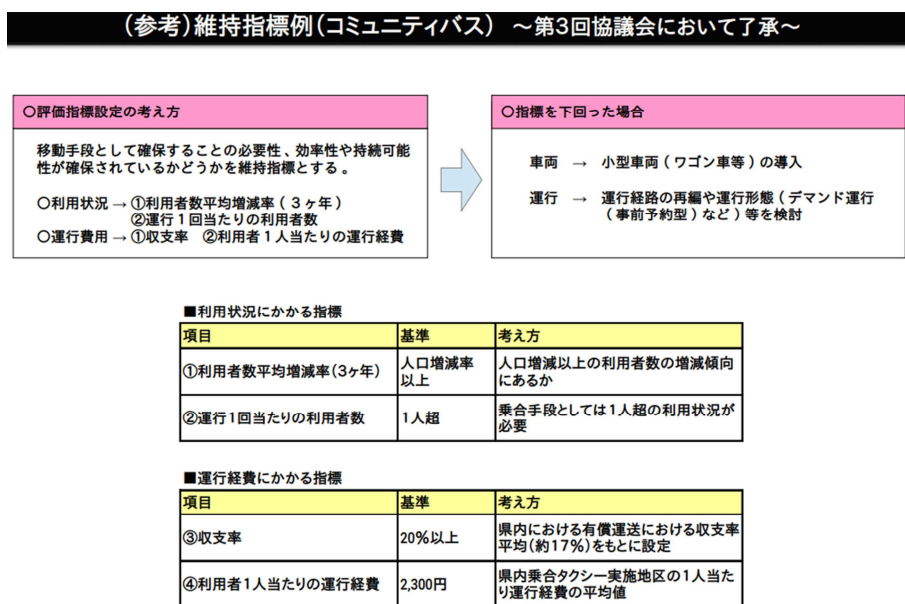 (参考)維持指標例(コミュニティバス) ~第3回協議会において了承~
○評価指標設定の考え方
移動手段として確保することの必要性、効率性や持続可能
性が確保されているかどうかを維持指標とする。
○利用状況 → ①利用者数平均増減率(3ヶ年)
②運行1回当たりの利用者数
○運行費用 → ①収支率 ②利用者1人当たりの運行経費
○指標を下回った場合
車両 → 小型車両(ワゴン車等)の導入
運行 → 運行経路の再編や運行形態(デマンド運行
(事前予約型)など)等を検討
■利用状況にかかる指標
項目 基準 考え方
①利用者数平均増減率(3ヶ年) 人口増減率
以上 人口増減以上の利用者数の増減傾向
にあるか
②運行1回当たりの利用者数 1人超 乗合手段としては1人超の利用状況が
必要
■運行経費にかかる指標
項目 基準 考え方
③収支率 20%以上 県内における有償運送における収支率
平均(約17%)をもとに設定
④利用者1人当たりの運行経費 2,300円 県内乗合タクシー実施地区の1人当た
り運行経費の平均値